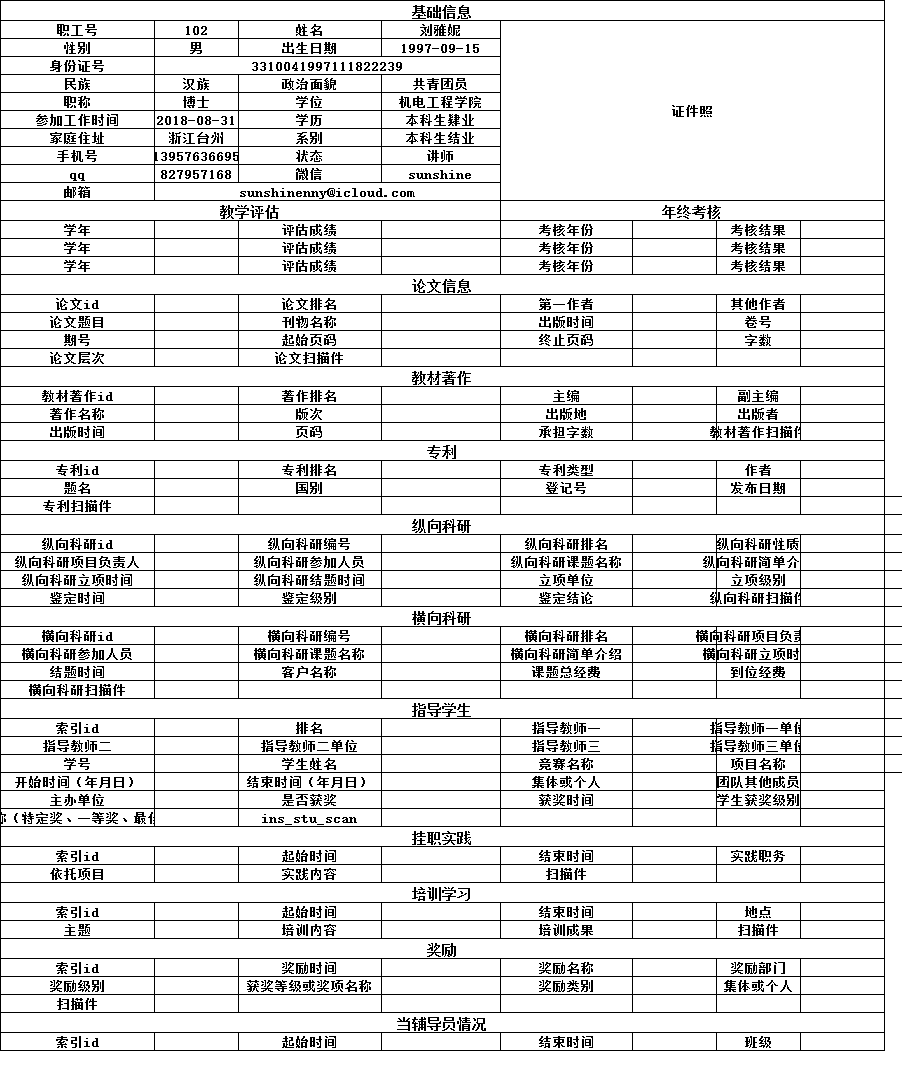 基础信息
职工号 102 姓名 刘雅妮
性别 男 出生日期 1997-09-15
身份证号 3310041997111822239
民族 汉族 政治面貌 共青团员
证件照
职称 博士 学位 机电工程学院
参加工作时间 2018-08-31 学历 本科生肄业
家庭住址 浙江台州 系别 本科生结业
手机号 13957636695 状态 讲师
qq 827957168 微信 sunshine
邮箱 sunshinenny@icloud.com
教学评估 年终考核
学年 评估成绩 考核年份 考核结果
学年 评估成绩 考核年份 考核结果
学年 评估成绩 考核年份 考核结果
论文信息
论文id 论文排名 第一作者 其他作者
论文题目 刊物名称 出版时间 卷号
期号 起始页码 终止页码 字数
论文层次 论文扫描件
教材著作
教材著作id 著作排名 主编 副主编
著作名称 版次 出版地 出版者
出版时间 页码 承担字数 教材著作扫描件
专利
专利id 专利排名 专利类型 作者
题名 国别 登记号 发布日期
专利扫描件
纵向科研
纵向科研id 纵向科研编号 纵向科研排名 纵向科研性质
纵向科研项目负责人 纵向科研参加人员 纵向科研课题名称 纵向科研简单介
纵向科研立项时间 纵向科研结题时间 立项单位 立项级别
鉴定时间 鉴定级别 鉴定结论 纵向科研扫描件
横向科研
横向科研id 横向科研编号 横向科研排名 横向科研项目负责
横向科研参加人员 横向科研课题名称 横向科研简单介绍 横向科研立项时
结题时间 客户名称 课题总经费 到位经费
横向科研扫描件
指导学生
索引id 排名 指导教师一 指导教师一单位
指导教师二 指导教师二单位 指导教师三 指导教师三单位
学号 学生姓名 竞赛名称 项目名称
开始时间（年月日） 结束时间（年月日） 集体或个人 团队其他成员
主办单位 是否获奖 获奖时间 学生获奖级别
称（特定奖、一等奖、最佳 ins_stu_scan
挂职实践
索引id 起始时间 结束时间 实践职务
依托项目 实践内容 扫描件
培训学习
索引id 起始时间 结束时间 地点
主题 培训内容 培训成果 扫描件
奖励
索引id 奖励时间 奖励名称 奖励部门
奖励级别 获奖等级或奖项名称 奖励类别 集体或个人
扫描件
当辅导员情况
索引id 起始时间 结束时间 班级